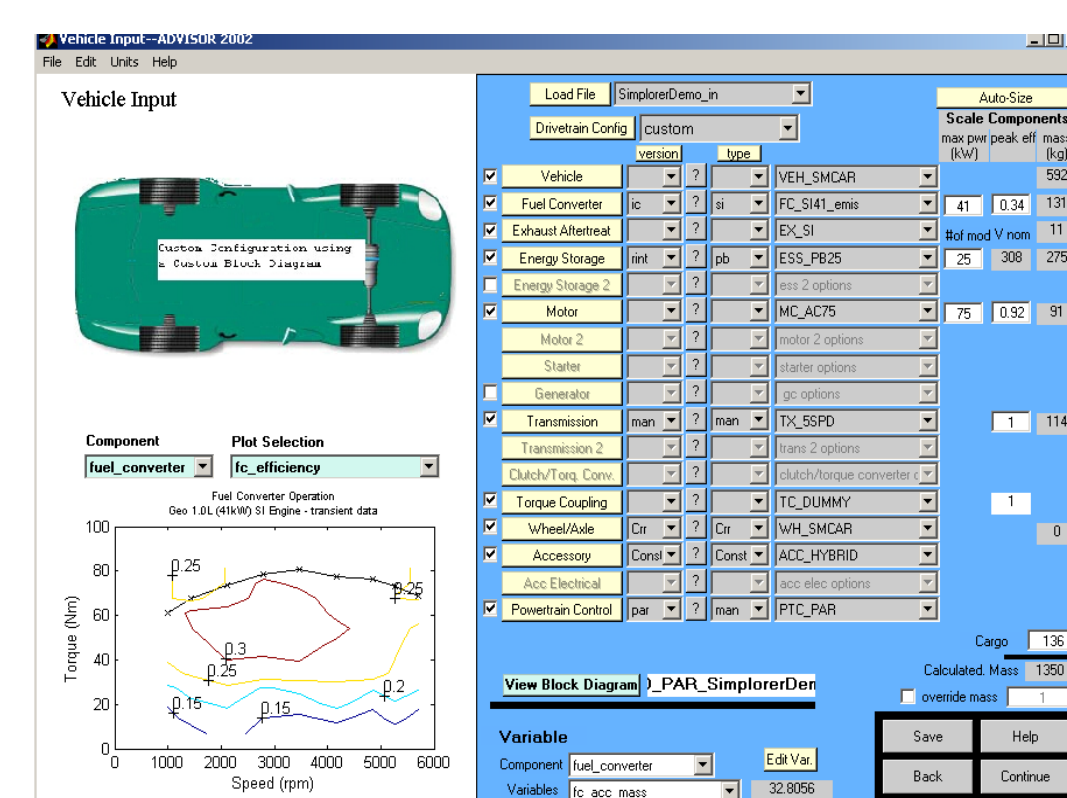 Vehicle Input--ADVISOR 2002
File Edit Units Help
Vehicle Input
Custom Configuration using
a Custom Block Diagram
Component Plot Selection
fuel_converter fc_efficiency
Fuel Converter Operation
Geo 1.0L (41kW) SI Engine - transient data
100
80
60
40
20
0
Torque (Nm)
0.25
0.25
0.3
0.25
0.2
0.15
0.15
0 1000 2000 3000 4000 5000 6000
Speed (rpm)
Load File SimplorerDemo_in
Auto-Size
Drivetrain Config custom
Scale Components
max pwr peak eff mas
(kW) (kg)
version type
Vehicle ? VEH_SMCAR 592
Fuel Converter ic ? si FC_SI41_emis 41 0.34 131
Exhaust Aftertreat ? EX_SI 11
#of mod V nom
Energy Storage rint ? pb ESS_PB25 25 308 275
Energy Storage 2 ? ess 2 options
Motor ? MC_AC75 75 0.92 91
Motor 2 ? motor 2 options
Starter ? starter options
Generator ? gc options
Transmission man ? man TX_5SPD 1 114
Transmission 2 ? trans 2 options
Clutch/Torq. Conv. ? clutch/torque converter
Torque Coupling ? TC_DUMMY 1
Wheel/Axle Crr ? Crr WH_SMCAR 0
Accessory Const ? Const ACC_HYBRID
Acc Electrical ? acc elec options
Powertrain Control par ? man PTC_PAR
Cargo 136
Calculated. Mass 1350
override mass 1
View Block Diagram _PAR_SimplorerDem
Variable
Component fuel_converter Edit Var.
Variables fc_acc_mass 32.8056
Save Help
Back Continue